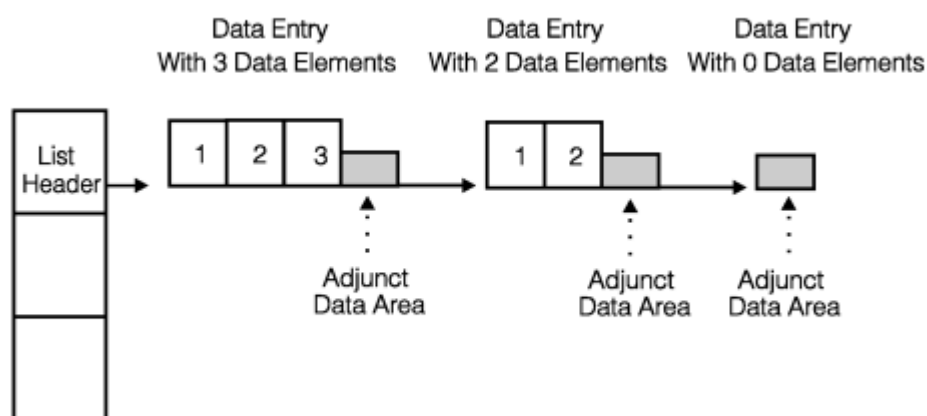 Data Entry
With 3 Data Elements
Data Entry
With 2 Data Elements
Data Entry
With 0 Data Elements
List
Header
1 2 3
1 2
Adjunct
Data Area
Adjunct
Data Area
Adjunct
Data Area